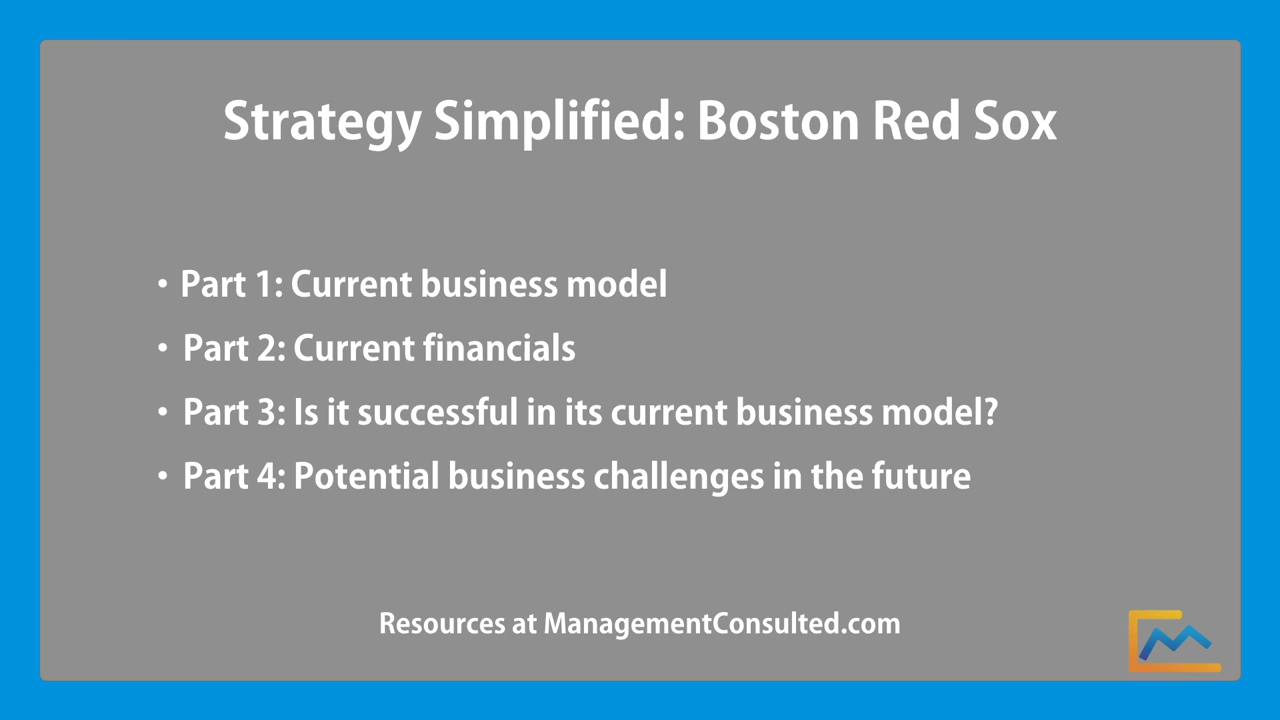 Strategy Simplified: Boston Red Sox
• Part 1: Current business model
• Part 2: Current financials
• Part 3: Is it successful in its current business model?
• Part 4: Potential business challenges in the future
Resources at ManagementConsulted.com